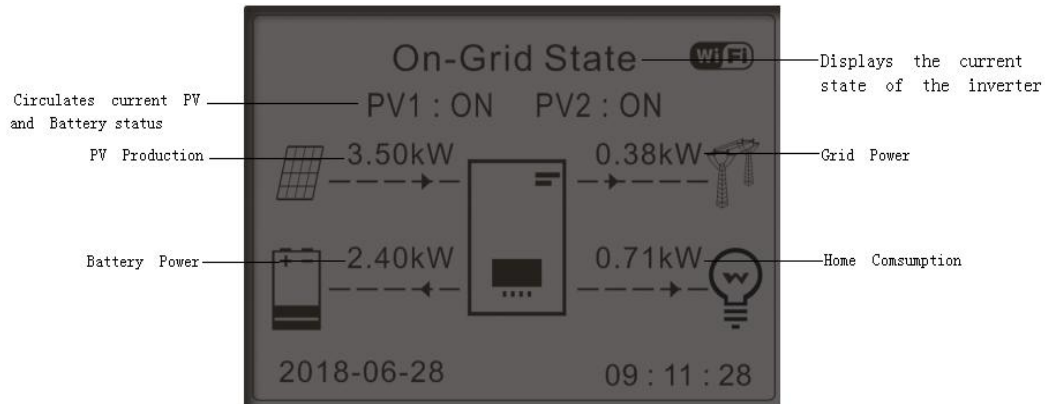 On-Grid State WiFi
Displays the current
state of the inverter
Circulates current PV
and Battery status
PV1 : ON PV2 : ON
PV Production
3.50kW
0.38kW
Grid Power
Battery Power
+ -
2.40kW
0.71kW
Home Comsumption
2018-06-28
09 : 11 : 28